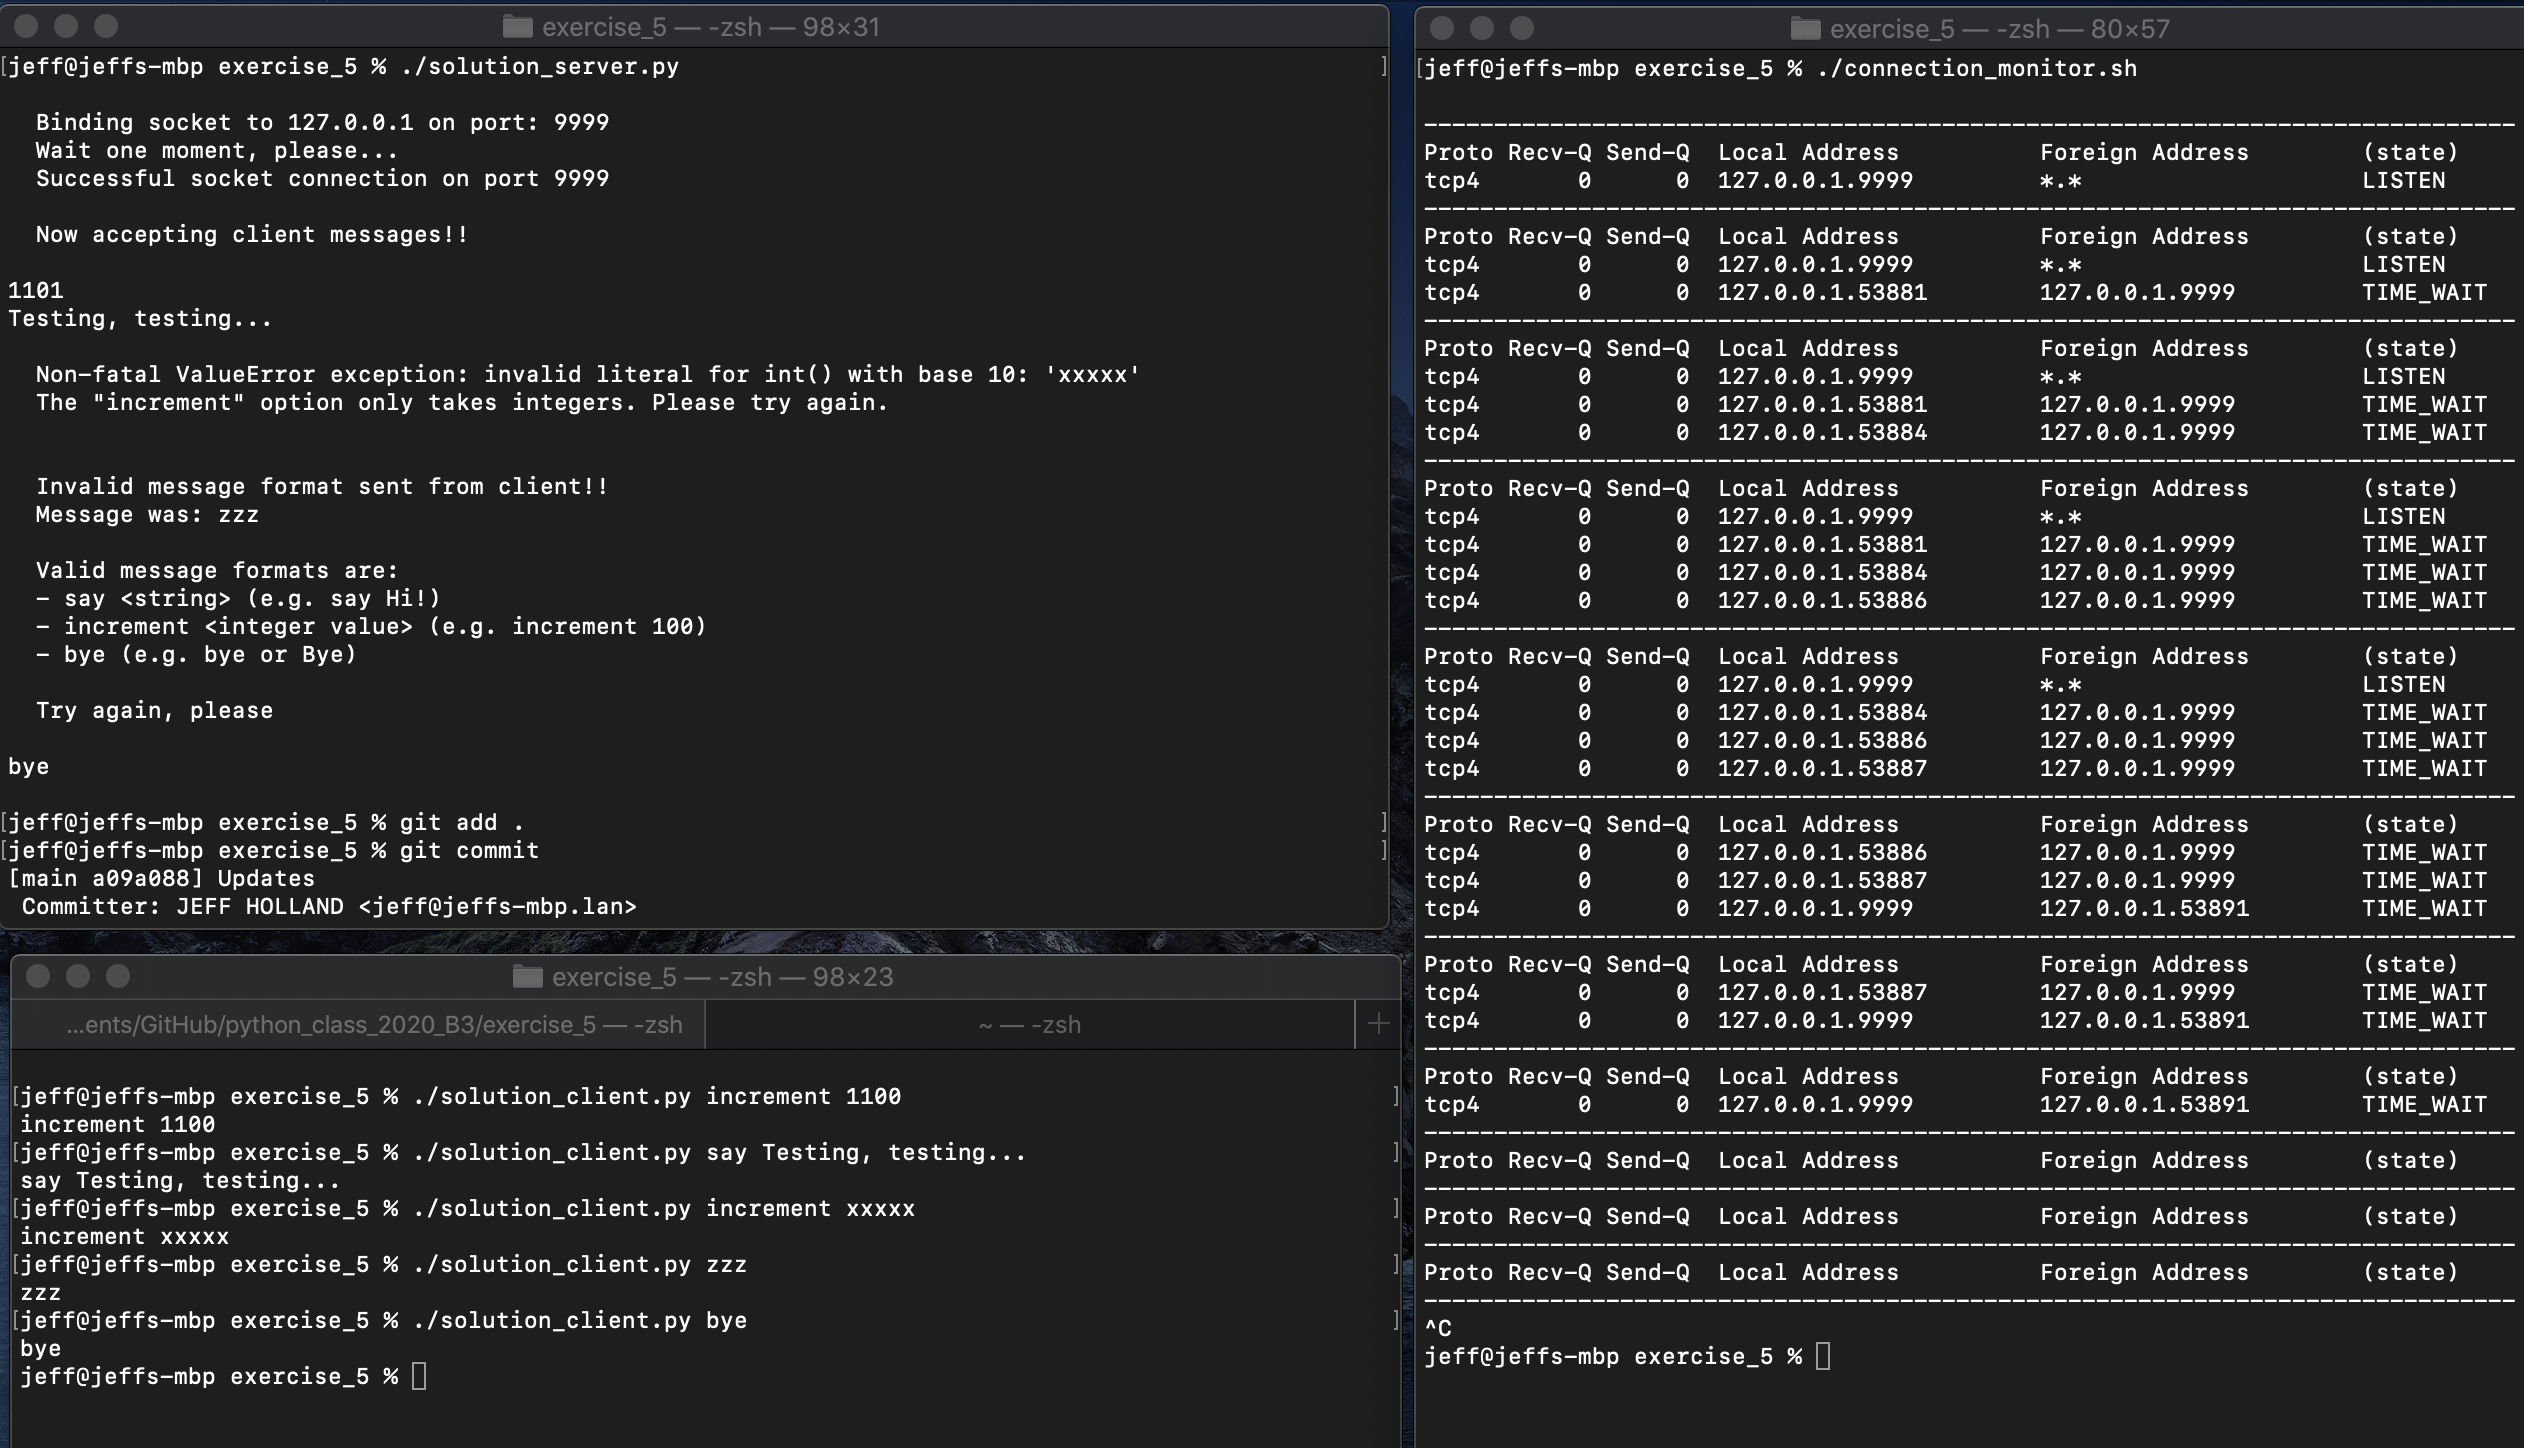 exercise_5 — -zsh — 98×31
jeff@jeffs-mbp exercise_5 % ./solution_server.py
Binding socket to 127.0.0.1 on port: 9999
Wait one moment, please...
Successful socket connection on port 9999
Now accepting client messages!!
1101
Testing, testing...
Non-fatal ValueError exception: invalid literal for int() with base 10: 'xxxxx'
The "increment" option only takes integers. Please try again.
Invalid message format sent from client!!
Message was: zzz
Valid message formats are:
- say <string> (e.g. say Hi!)
- increment <integer value> (e.g. increment 100)
- bye (e.g. bye or Bye)
Try again, please
bye
jeff@jeffs-mbp exercise_5 % git add .
jeff@jeffs-mbp exercise_5 % git commit
[main a09a088] Updates
Committer: JEFF HOLLAND <jeff@jeffs-mbp.lan>
exercise_5 — -zsh — 98×23
...ents/GitHub/python_class_2020_B3/exercise_5 — -zsh
~ — -zsh
jeff@jeffs-mbp exercise_5 % ./solution_client.py increment 1100
increment 1100
jeff@jeffs-mbp exercise_5 % ./solution_client.py say Testing, testing...
say Testing, testing...
jeff@jeffs-mbp exercise_5 % ./solution_client.py increment xxxxx
increment xxxxx
jeff@jeffs-mbp exercise_5 % ./solution_client.py zzz
zzz
jeff@jeffs-mbp exercise_5 % ./solution_client.py bye
bye
jeff@jeffs-mbp exercise_5 %
exercise_5 — -zsh — 80×57
jeff@jeffs-mbp exercise_5 % ./connection_monitor.sh
Proto Recv-Q Send-Q Local Address Foreign Address (state)
tcp4 0 0 127.0.0.1.9999 *.* LISTEN
Proto Recv-Q Send-Q Local Address Foreign Address (state)
tcp4 0 0 127.0.0.1.9999 *.* LISTEN
tcp4 0 0 127.0.0.1.53881 127.0.0.1.9999 TIME_WAIT
Proto Recv-Q Send-Q Local Address Foreign Address (state)
tcp4 0 0 127.0.0.1.9999 *.* LISTEN
tcp4 0 0 127.0.0.1.53881 127.0.0.1.9999 TIME_WAIT
tcp4 0 0 127.0.0.1.53884 127.0.0.1.9999 TIME_WAIT
Proto Recv-Q Send-Q Local Address Foreign Address (state)
tcp4 0 0 127.0.0.1.9999 *.* LISTEN
tcp4 0 0 127.0.0.1.53881 127.0.0.1.9999 TIME_WAIT
tcp4 0 0 127.0.0.1.53884 127.0.0.1.9999 TIME_WAIT
tcp4 0 0 127.0.0.1.53886 127.0.0.1.9999 TIME_WAIT
Proto Recv-Q Send-Q Local Address Foreign Address (state)
tcp4 0 0 127.0.0.1.9999 *.* LISTEN
tcp4 0 0 127.0.0.1.53884 127.0.0.1.9999 TIME_WAIT
tcp4 0 0 127.0.0.1.53886 127.0.0.1.9999 TIME_WAIT
tcp4 0 0 127.0.0.1.53887 127.0.0.1.9999 TIME_WAIT
Proto Recv-Q Send-Q Local Address Foreign Address (state)
tcp4 0 0 127.0.0.1.53886 127.0.0.1.9999 TIME_WAIT
tcp4 0 0 127.0.0.1.53887 127.0.0.1.9999 TIME_WAIT
tcp4 0 0 127.0.0.1.9999 127.0.0.1.53891 TIME_WAIT
Proto Recv-Q Send-Q Local Address Foreign Address (state)
tcp4 0 0 127.0.0.1.53887 127.0.0.1.9999 TIME_WAIT
tcp4 0 0 127.0.0.1.9999 127.0.0.1.53891 TIME_WAIT
Proto Recv-Q Send-Q Local Address Foreign Address (state)
tcp4 0 0 127.0.0.1.9999 127.0.0.1.53891 TIME_WAIT
Proto Recv-Q Send-Q Local Address Foreign Address (state)
Proto Recv-Q Send-Q Local Address Foreign Address (state)
Proto Recv-Q Send-Q Local Address Foreign Address (state)
^C
jeff@jeffs-mbp exercise_5 %